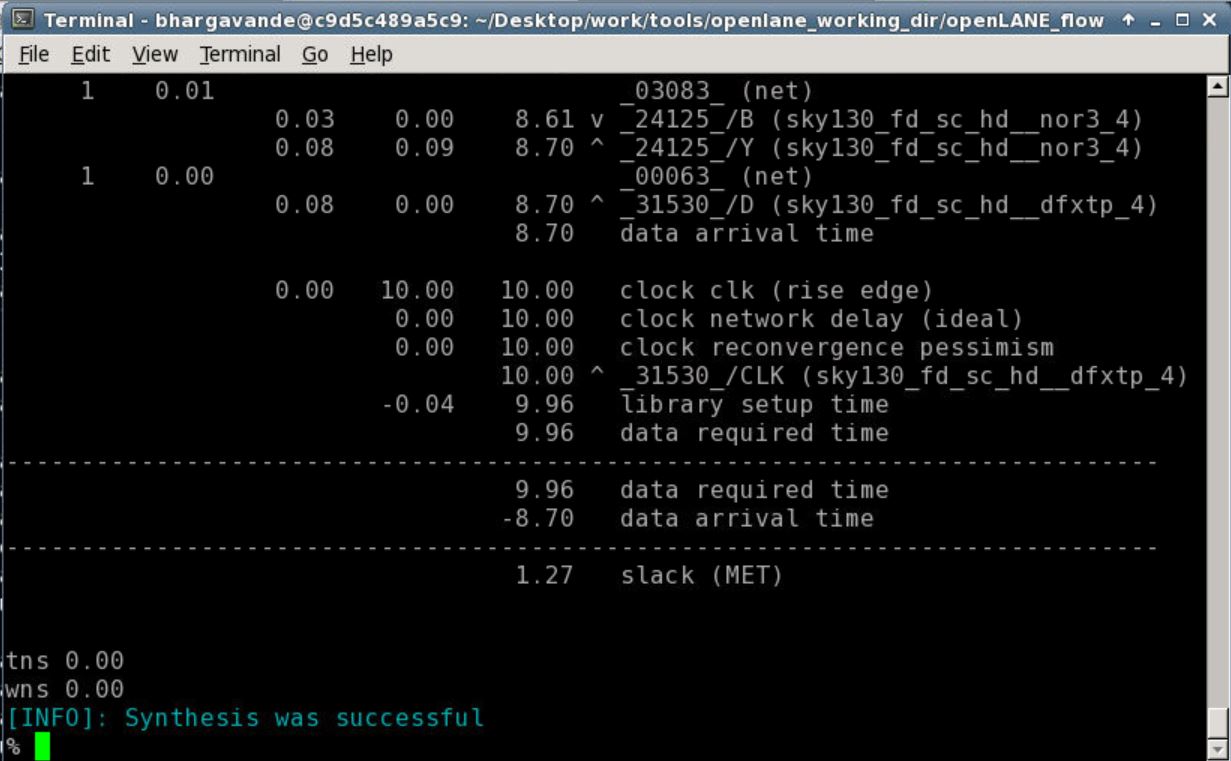 Terminal - bhargavande@c9d5c489a5c9: ~/Desktop/work/tools/openlane_working_dir/openLANE_flow
File Edit View Terminal Go Help
1 0.01 _03083_ (net)
0.03 0.00 8.61 v _24125_/B (sky130_fd_sc_hd__nor3_4)
0.08 0.09 8.70 ^ _24125_/Y (sky130_fd_sc_hd__nor3_4)
1 0.00 _00063_ (net)
0.08 0.00 8.70 ^ _31530_/D (sky130_fd_sc_hd__dfxtp_4)
8.70 data arrival time
0.00 10.00 10.00 clock clk (rise edge)
0.00 10.00 clock network delay (ideal)
0.00 10.00 clock reconvergence pessimism
10.00 ^ _31530_/CLK (sky130_fd_sc_hd__dfxtp_4)
-0.04 9.96 library setup time
9.96 data required time
-----------------------------------------------------------------------------
9.96 data required time
-8.70 data arrival time
-----------------------------------------------------------------------------
1.27 slack (MET)
tns 0.00
wns 0.00
[INFO]: Synthesis was successful
%